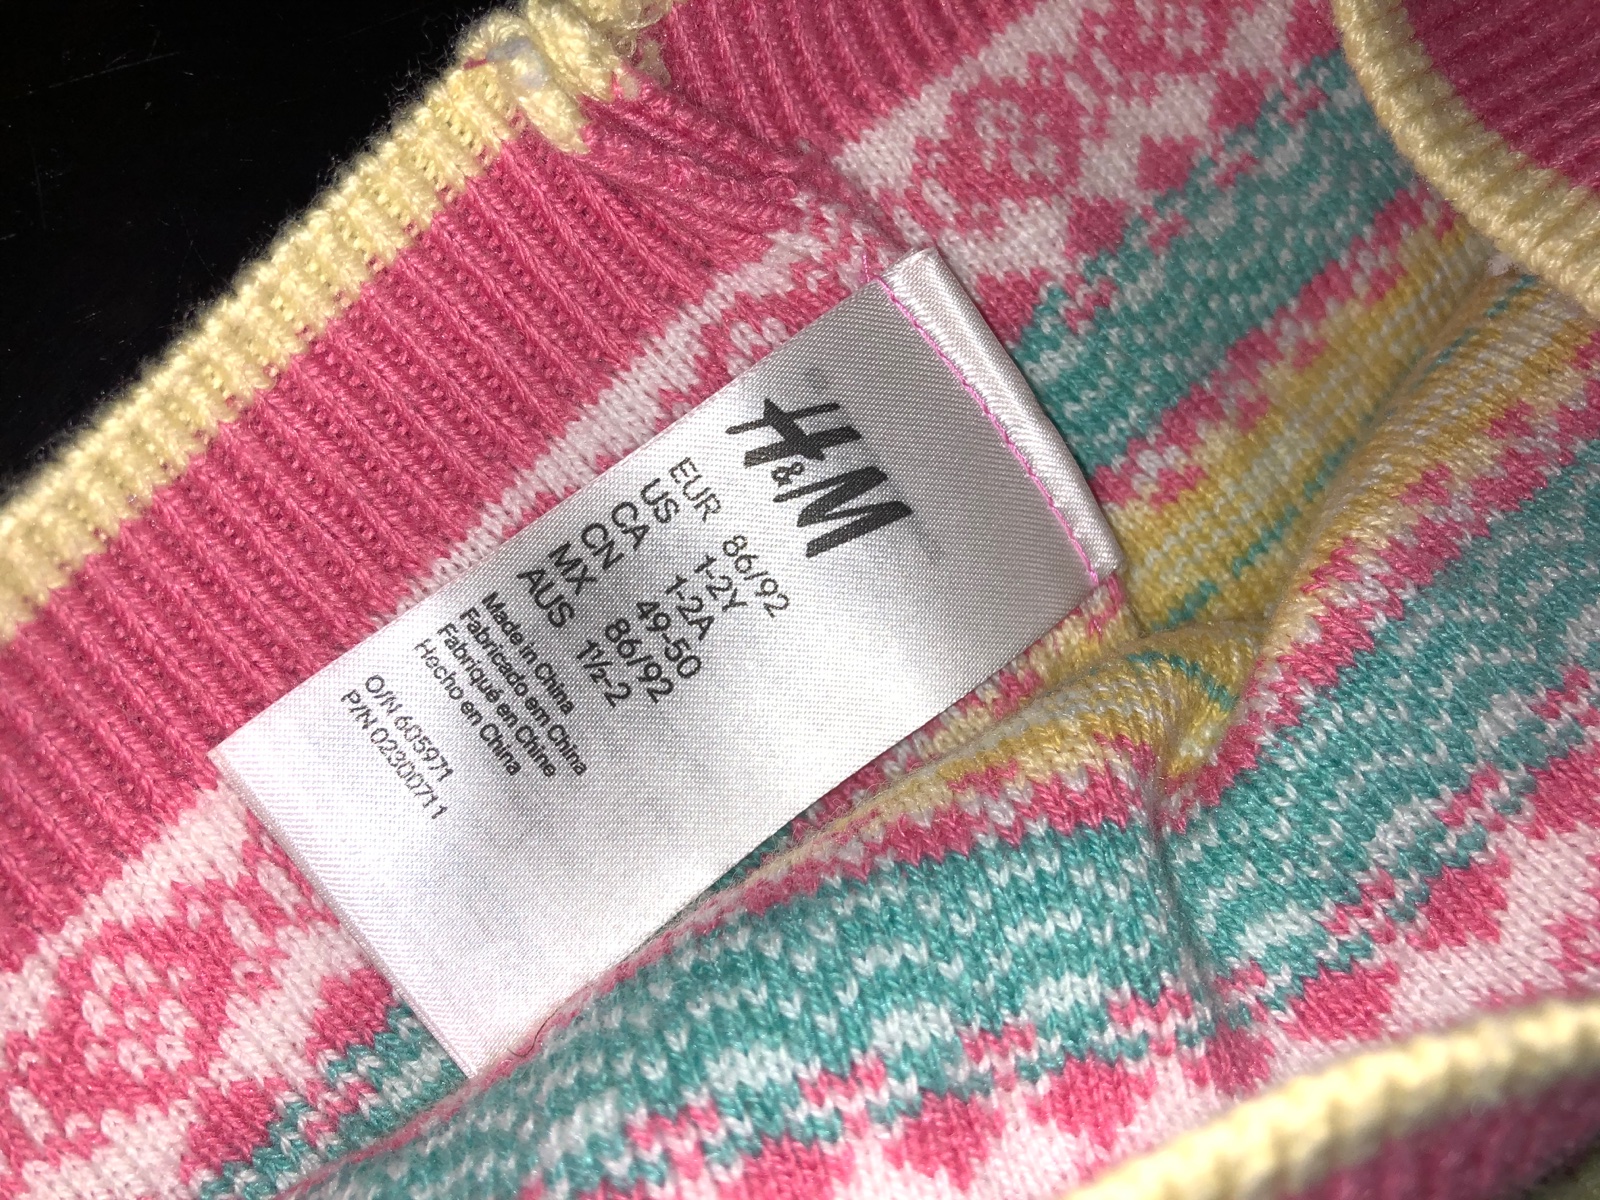 H&M
EUR 86/92
US 1-2Y
CA 1-2A
CN 49-50
MX 86/92
AUS 1½-2
Made in China
Fabricado em China
Fabriqué en Chine
Hecho en China
O/N 605971
P/N 02300711